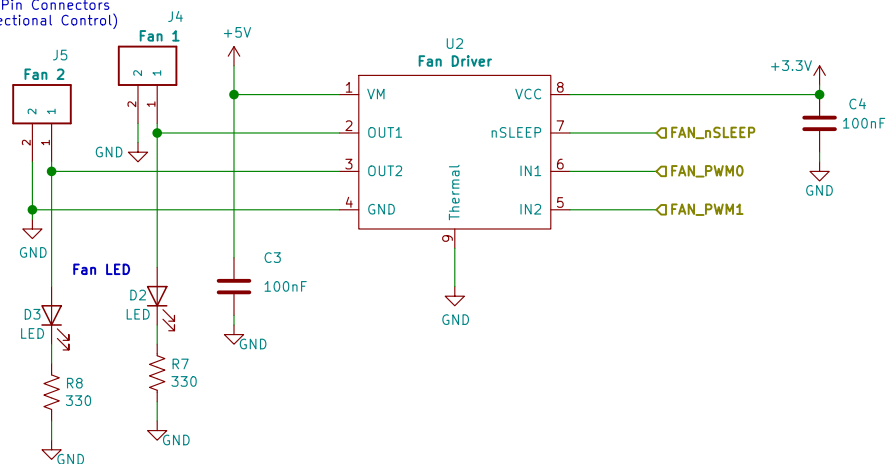 Pin Connectors
ectional Control)
J4
Fan 1
2
1
2
1
GND
J5
Fan 2
2
1
2
1
GND
+5V
U2
Fan Driver
1
VM
2
OUT1
3
OUT2
4
GND
VCC
8
nSLEEP
7
IN1
6
IN2
5
Thermal
9
GND
FAN_nSLEEP
FAN_PWM0
FAN_PWM1
+3.3V
C4
100nF
GND
Fan LED
C3
100nF
GND
D2
LED
R7
330
GND
D3
LED
R8
330
GND